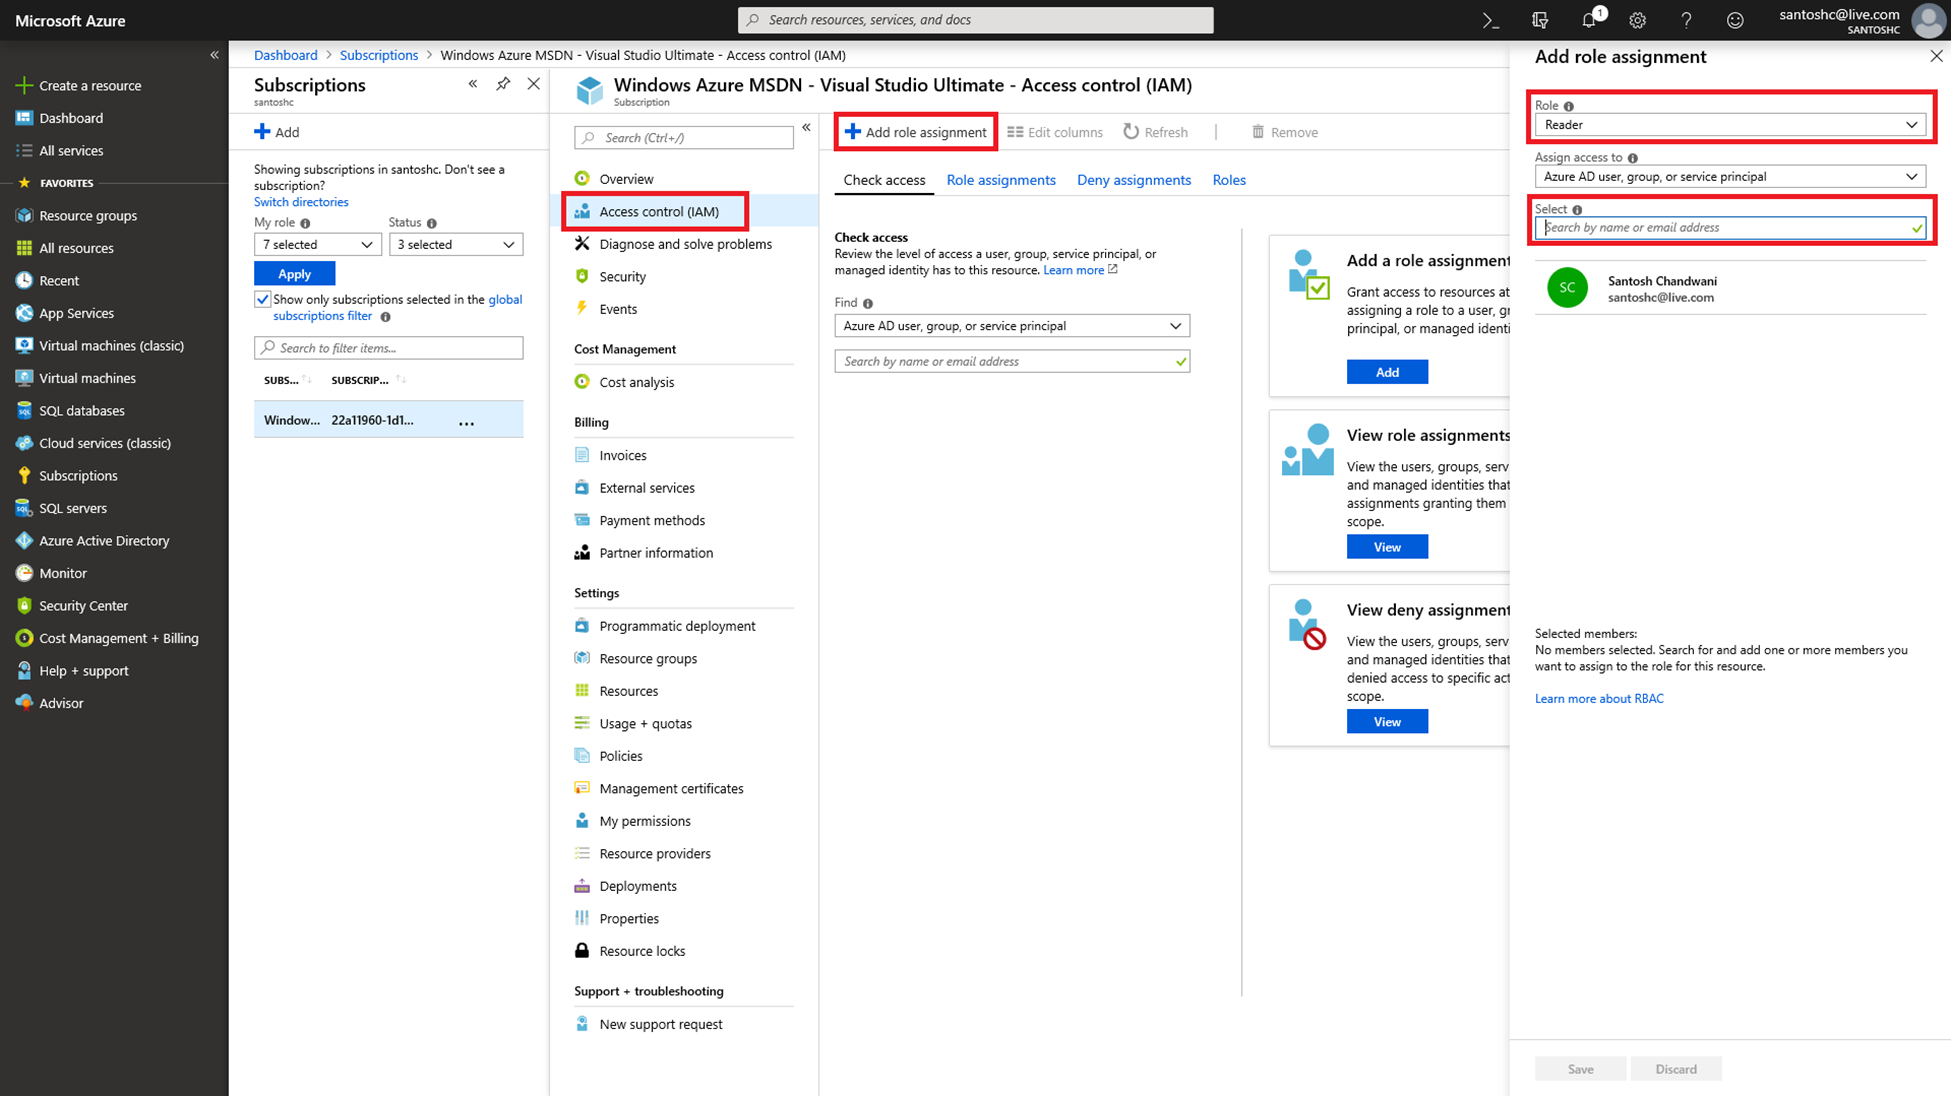 Microsoft Azure
Search resources, services, and docs
1
santoshc@live.com
SANTOSHC
Create a resource
Dashboard
All services
FAVORITES
Resource groups
All resources
Recent
App Services
Virtual machines (classic)
Virtual machines
SQL databases
Cloud services (classic)
Subscriptions
SQL servers
Azure Active Directory
Monitor
Security Center
Cost Management + Billing
Help + support
Advisor
Dashboard > Subscriptions > Windows Azure MSDN - Visual Studio Ultimate - Access control (IAM)
Subscriptions
santoshc
Add
Showing subscriptions in santoshc. Don't see a
subscription?
Switch directories
My role
Status
7 selected
3 selected
Apply
Show only subscriptions selected in the global
subscriptions filter
Search to filter items...
SUBS...
SUBSCRIP...
Window...
22a11960-1d1...
...
Windows Azure MSDN - Visual Studio Ultimate - Access control (IAM)
Subscription
Search (Ctrl+/)
Overview
Access control (IAM)
Diagnose and solve problems
Security
Events
Cost Management
Cost analysis
Billing
Invoices
External services
Payment methods
Partner information
Settings
Programmatic deployment
Resource groups
Resources
Usage + quotas
Policies
Management certificates
My permissions
Resource providers
Deployments
Properties
Resource locks
Support + troubleshooting
New support request
Add role assignment
Edit columns
Refresh
Remove
Check access
Role assignments
Deny assignments
Roles
Check access
Review the level of access a user, group, service principal, or
managed identity has to this resource. Learn more
Find
Azure AD user, group, or service principal
Search by name or email address
Add a role assignment
Grant access to resources at
assigning a role to a user, gr
principal, or managed identi
Add
View role assignments
View the users, groups, serv
and managed identities that
assignments granting them
scope.
View
View deny assignment
View the users, groups, serv
and managed identities that
denied access to specific act
scope.
View
Add role assignment
Role
Reader
Assign access to
Azure AD user, group, or service principal
Select
Search by name or email address
SC
Santosh Chandwani
santoshc@live.com
Selected members:
No members selected. Search for and add one or more members you
want to assign to the role for this resource.
Learn more about RBAC
Save
Discard